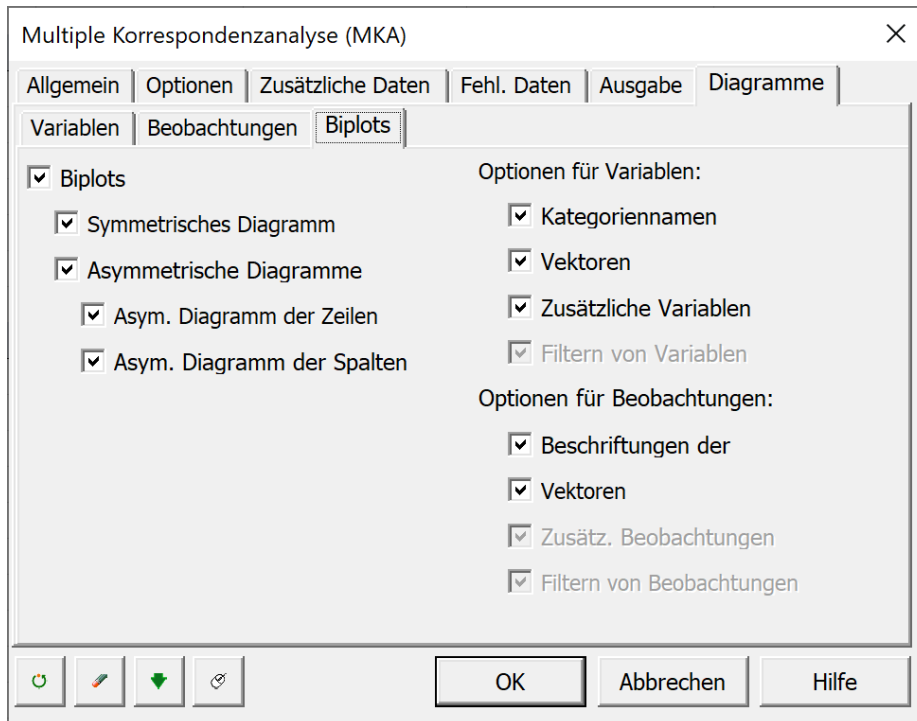 Multiple Korrespondenzanalyse (MKA)
Allgemein Optionen Zusätzliche Daten Fehl. Daten Ausgabe Diagramme
Variablen Beobachtungen Biplots
Biplots
Symmetrisches Diagramm
Asymmetrische Diagramme
Asym. Diagramm der Zeilen
Asym. Diagramm der Spalten
Optionen für Variablen:
Kategoriennamen
Vektoren
Zusätzliche Variablen
Filtern von Variablen
Optionen für Beobachtungen:
Beschriftungen der
Vektoren
Zusätz. Beobachtungen
Filtern von Beobachtungen
OK Abbrechen Hilfe